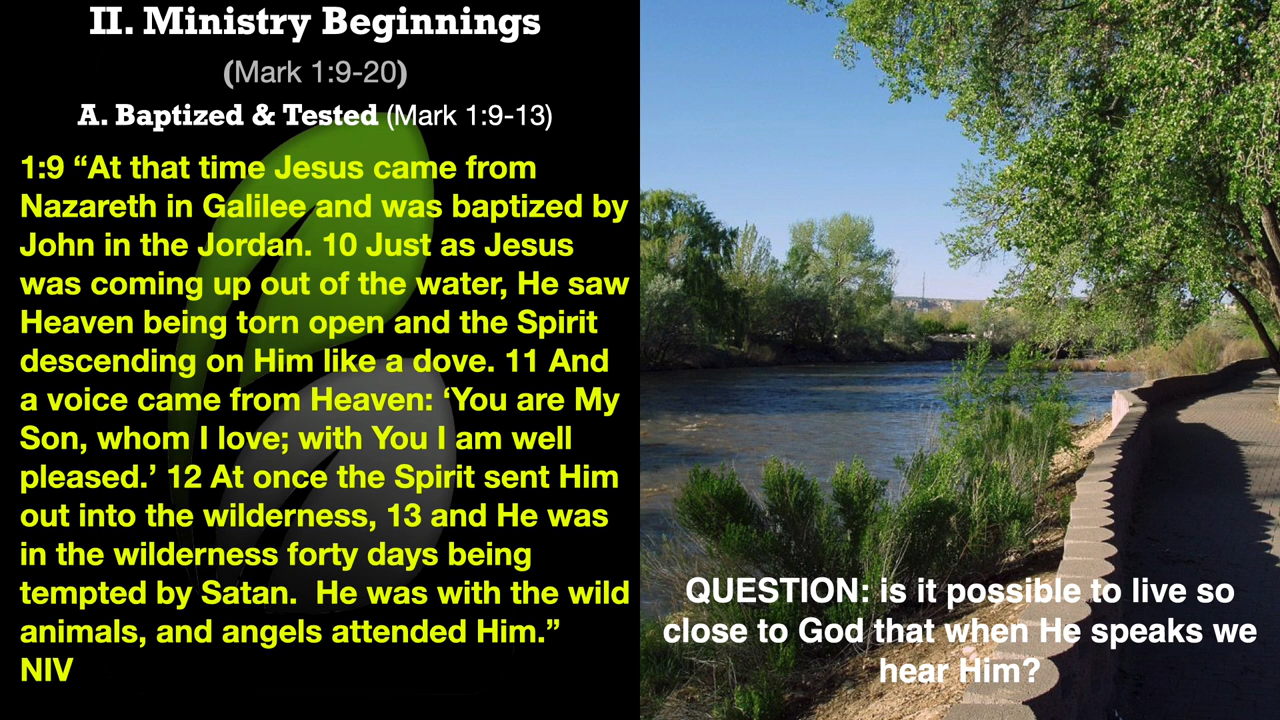 II. Ministry Beginnings
(Mark 1:9-20)
A. Baptized & Tested (Mark 1:9-13)
1:9 “At that time Jesus came from
Nazareth in Galilee and was baptized by
John in the Jordan. 10 Just as Jesus
was coming up out of the water, He saw
Heaven being torn open and the Spirit
descending on Him like a dove. 11 And
a voice came from Heaven: ‘You are My
Son, whom I love; with You I am well
pleased.’ 12 At once the Spirit sent Him
out into the wilderness, 13 and He was
in the wilderness forty days being
tempted by Satan.  He was with the wild
animals, and angels attended Him.”
NIV
QUESTION: is it possible to live so
close to God that when He speaks we
hear Him?